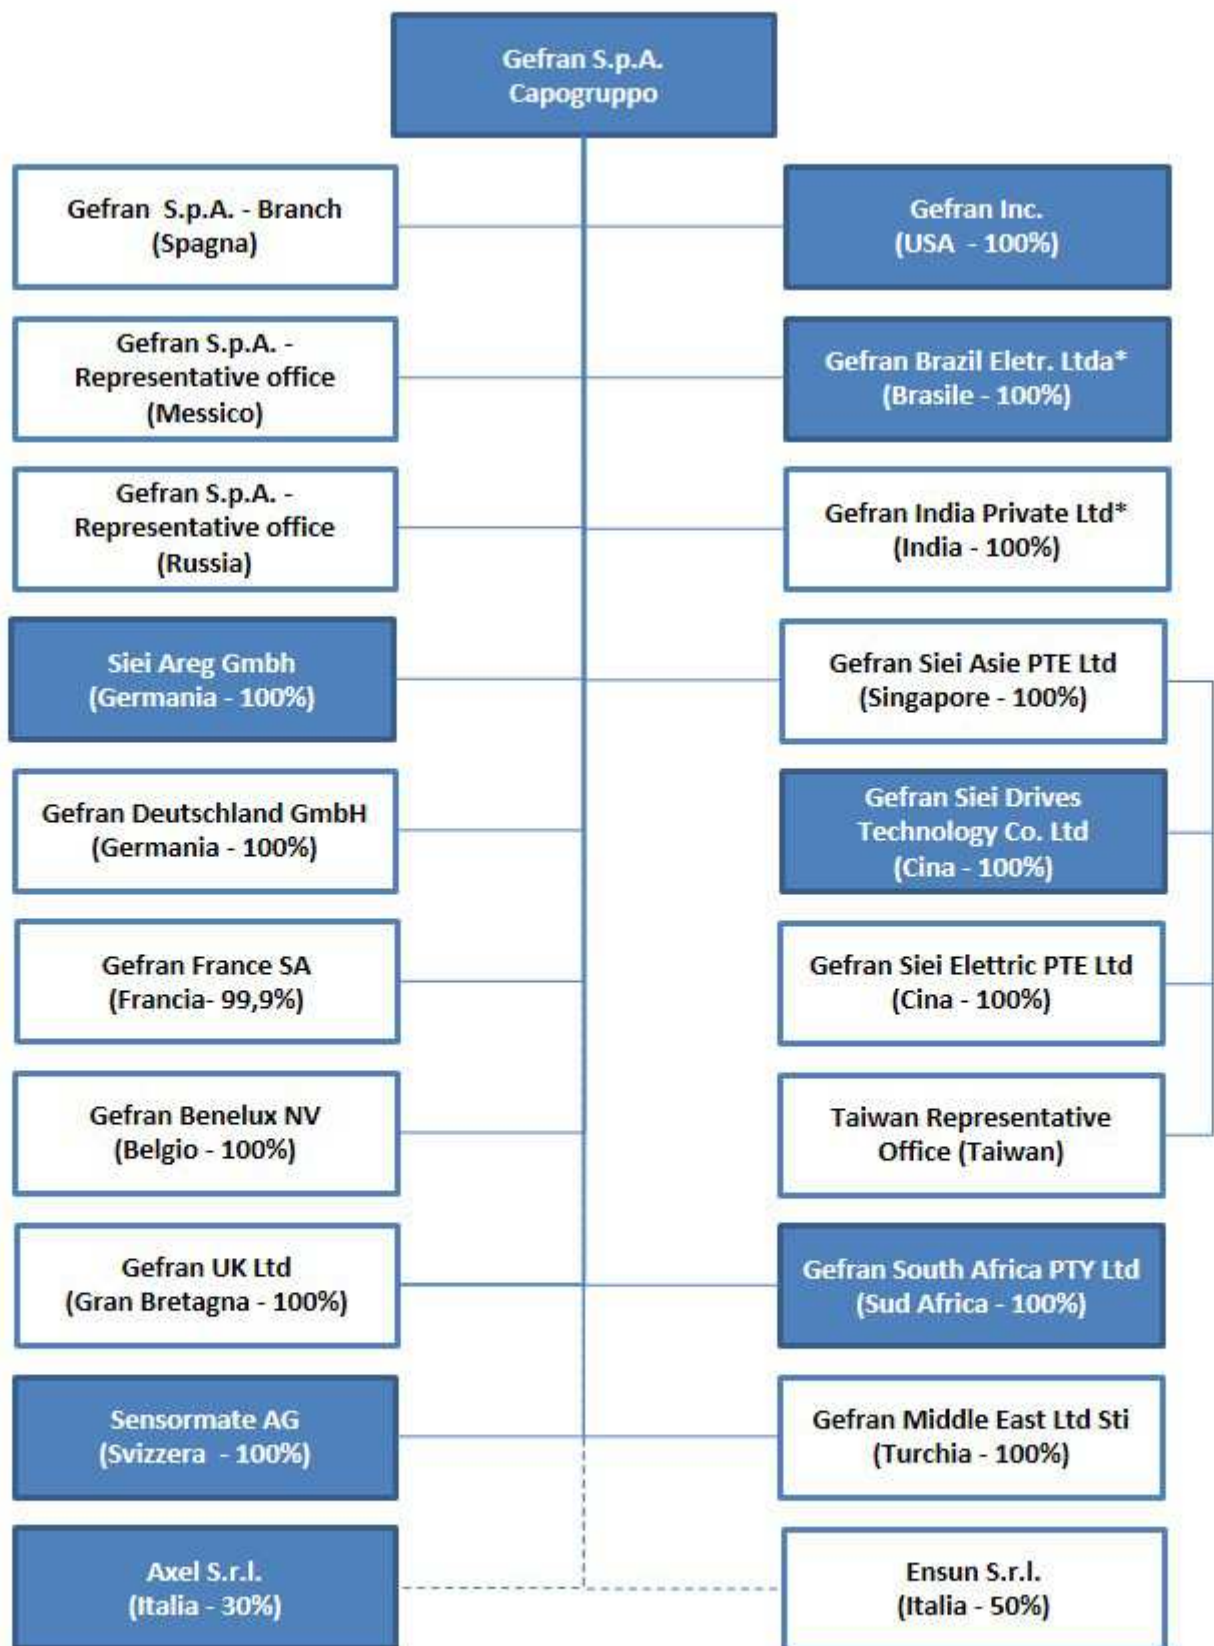 Gefran S.p.A.
Capogruppo
Gefran S.p.A. - Branch
(Spagna)
Gefran Inc.
(USA - 100%)
Gefran S.p.A. -
Representative office
(Messico)
Gefran Brazil Eletr. Ltda*
(Brasile - 100%)
Gefran S.p.A. -
Representative office
(Russia)
Gefran India Private Ltd*
(India - 100%)
Siei Areg Gmbh
(Germania - 100%)
Gefran Siei Asie PTE Ltd
(Singapore - 100%)
Gefran Deutschland GmbH
(Germania - 100%)
Gefran Siei Drives
Technology Co. Ltd
(Cina - 100%)
Gefran France SA
(Francia- 99,9%)
Gefran Siei Elettric PTE Ltd
(Cina - 100%)
Gefran Benelux NV
(Belgio - 100%)
Taiwan Representative
Office (Taiwan)
Gefran UK Ltd
(Gran Bretagna - 100%)
Gefran South Africa PTY Ltd
(Sud Africa - 100%)
Sensormate AG
(Svizzera - 100%)
Gefran Middle East Ltd Sti
(Turchia - 100%)
Axel S.r.l.
(Italia - 30%)
Ensun S.r.l.
(Italia - 50%)